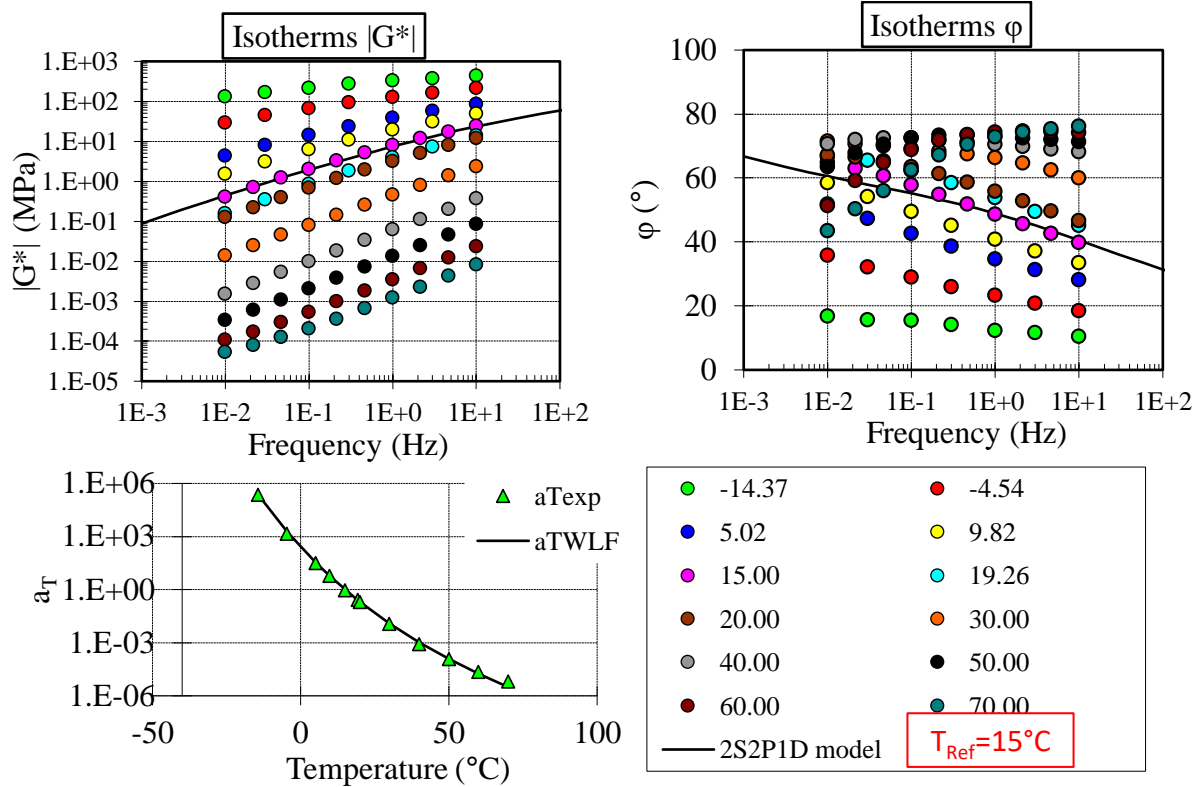 Isotherms |G*|
1.E+03
1.E+02
1.E+01
1.E+00
1.E-01
1.E-02
1.E-03
1.E-04
1.E-05
|G*| (MPa)
1E-3 1E-2 1E-1 1E+0 1E+1 1E+2
Frequency (Hz)
Isotherms φ
100
80
60
40
20
0
φ (°)
1E-3 1E-2 1E-1 1E+0 1E+1 1E+2
Frequency (Hz)
1.E+06
1.E+03
1.E+00
1.E-03
1.E-06
aT
-50 0 50 100
Temperature (°C)
aTexp
aTWLF
-14.37 -4.54
5.02 9.82
15.00 19.26
20.00 30.00
40.00 50.00
60.00 70.00
2S2P1D model
TRef=15°C